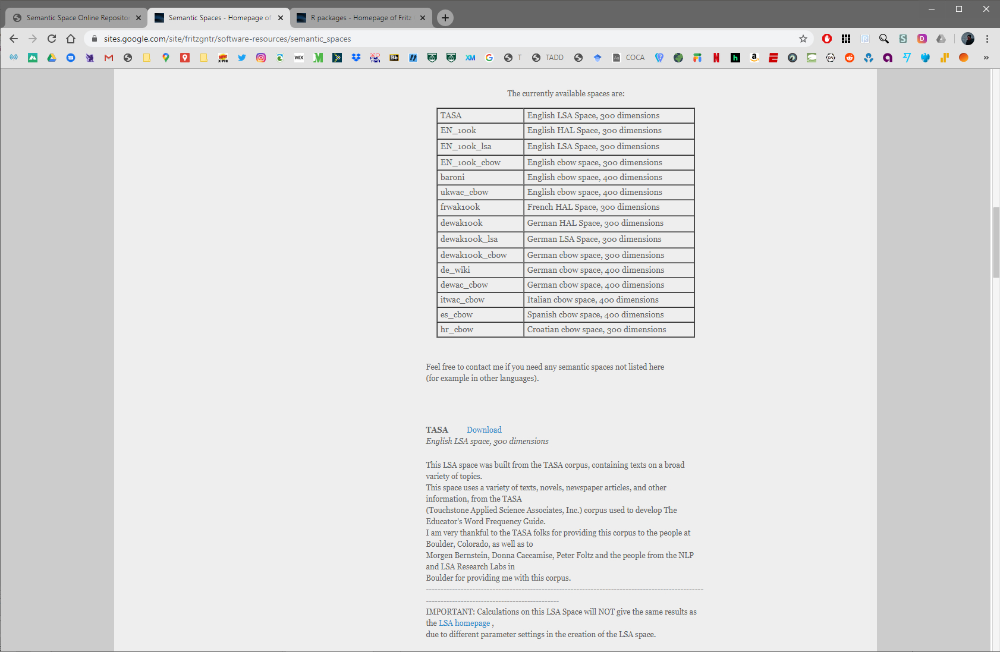 Semantic Space Online Reposito
Semantic Spaces - Homepage of
R packages - Homepage of Fritz
sites.google.com/site/fritzgntr/software-resources/semantic_spaces
T
TADD
COCA
The currently available spaces are:
TASA English LSA Space, 300 dimensions
EN_100k English HAL Space, 300 dimensions
EN_100k_lsa English LSA Space, 300 dimensions
EN_100k_cbow English cbow space, 300 dimensions
baroni English cbow space, 400 dimensions
ukwac_cbow English cbow space, 400 dimensions
frwak100k French HAL Space, 300 dimensions
dewak100k German HAL Space, 300 dimensions
dewak100k_lsa German LSA Space, 300 dimensions
dewak100k_cbow German cbow space, 300 dimensions
de_wiki German cbow space, 400 dimensions
dewac_cbow German cbow space, 400 dimensions
itwac_cbow Italian cbow space, 400 dimensions
es_cbow Spanish cbow space, 400 dimensions
hr_cbow Croatian cbow space, 300 dimensions
Feel free to contact me if you need any semantic spaces not listed here
(for example in other languages).
TASA Download
English LSA space, 300 dimensions
This LSA space was built from the TASA corpus, containing texts on a broad
variety of topics.
This space uses a variety of texts, novels, newspaper articles, and other
information, from the TASA
(Touchstone Applied Science Associates, Inc.) corpus used to develop The
Educator's Word Frequency Guide.
I am very thankful to the TASA folks for providing this corpus to the people at
Boulder, Colorado, as well as to
Morgen Bernstein, Donna Caccamise, Peter Foltz and the people from the NLP
and LSA Research Labs in
Boulder for providing me with this corpus.
IMPORTANT: Calculations on this LSA Space will NOT give the same results as
the LSA homepage ,
due to different parameter settings in the creation of the LSA space.